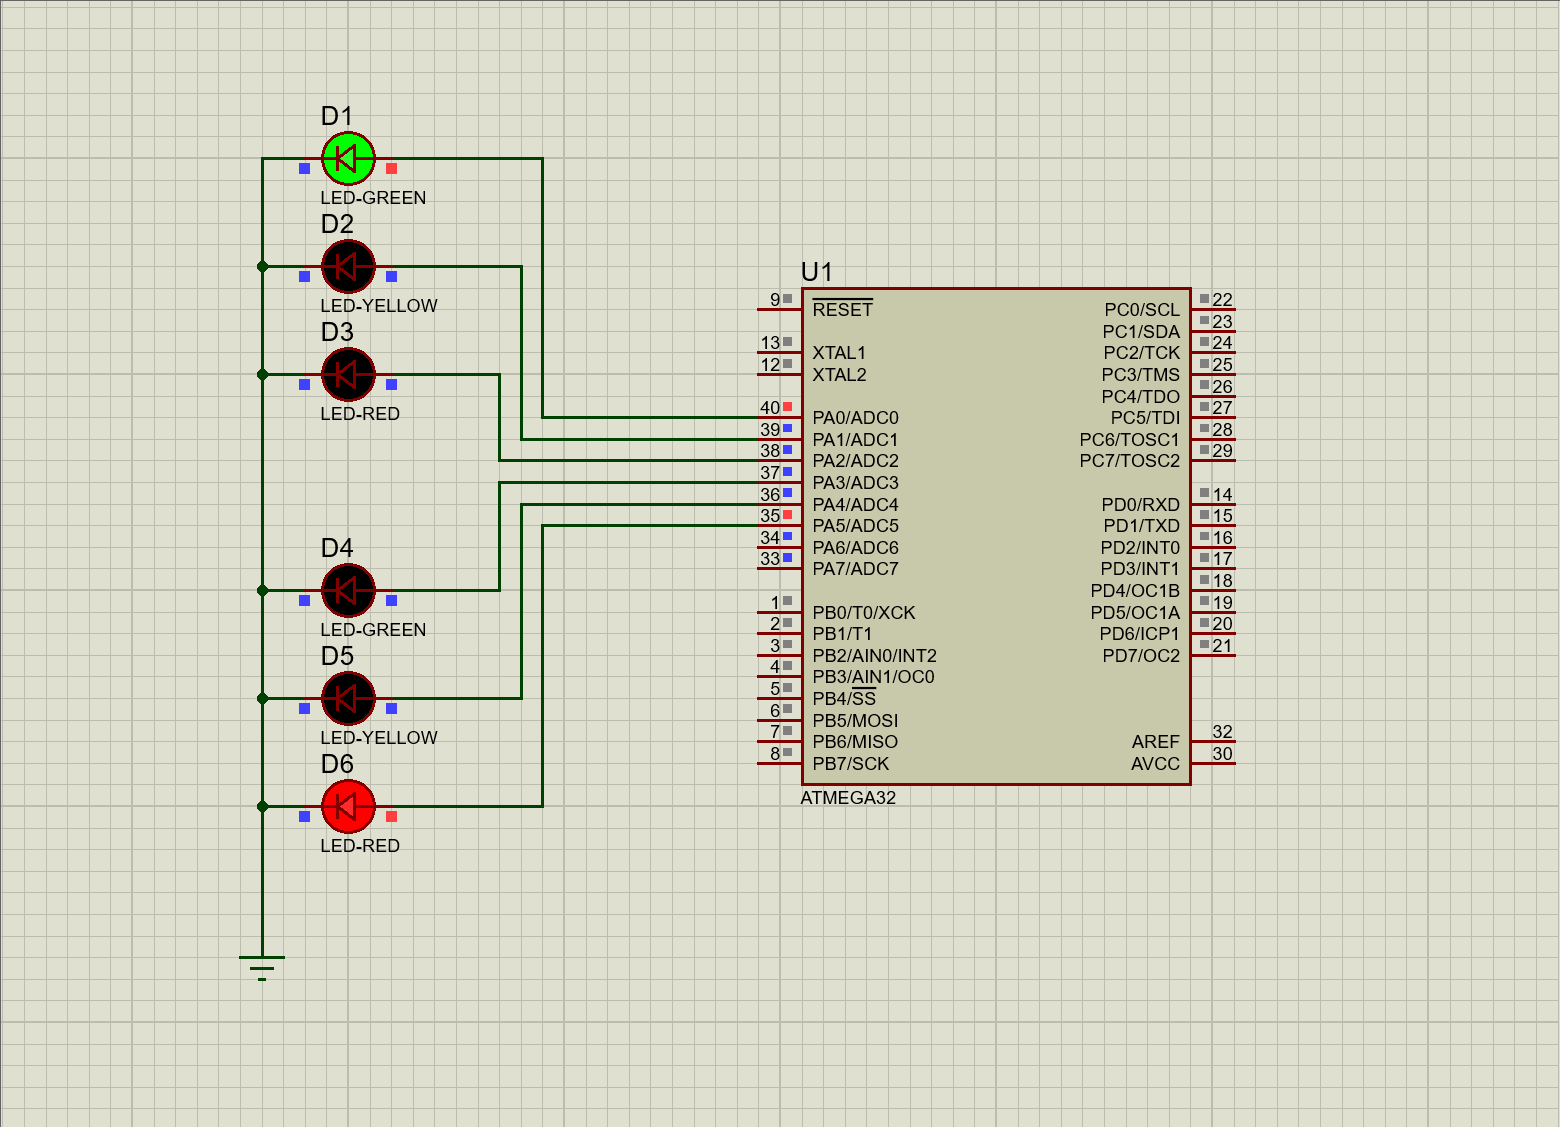 D1
LED-GREEN
D2
LED-YELLOW
D3
LED-RED
D4
LED-GREEN
D5
LED-YELLOW
D6
LED-RED
U1
9 RESET
13 XTAL1
12 XTAL2
40 PA0/ADC0
39 PA1/ADC1
38 PA2/ADC2
37 PA3/ADC3
36 PA4/ADC4
35 PA5/ADC5
34 PA6/ADC6
33 PA7/ADC7
1 PB0/T0/XCK
2 PB1/T1
3 PB2/AIN0/INT2
4 PB3/AIN1/OC0
5 PB4/SS
6 PB5/MOSI
7 PB6/MISO
8 PB7/SCK
PC0/SCL 22
PC1/SDA 23
PC2/TCK 24
PC3/TMS 25
PC4/TDO 26
PC5/TDI 27
PC6/TOSC1 28
PC7/TOSC2 29
PD0/RXD 14
PD1/TXD 15
PD2/INT0 16
PD3/INT1 17
PD4/OC1B 18
PD5/OC1A 19
PD6/ICP1 20
PD7/OC2 21
AREF 32
AVCC 30
ATMEGA32